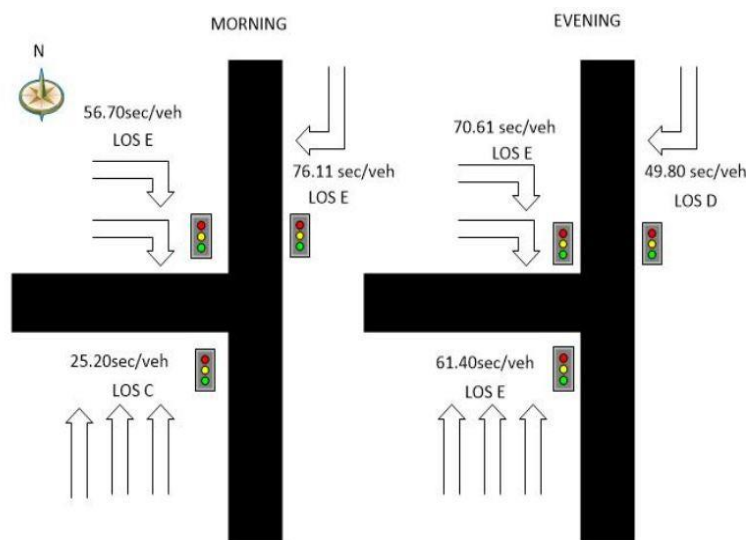 MORNING
EVENING
N
56.70sec/veh
LOS E
76.11 sec/veh
LOS E
25.20sec/veh
LOS C
70.61 sec/veh
LOS E
49.80 sec/veh
LOS D
61.40sec/veh
LOS E